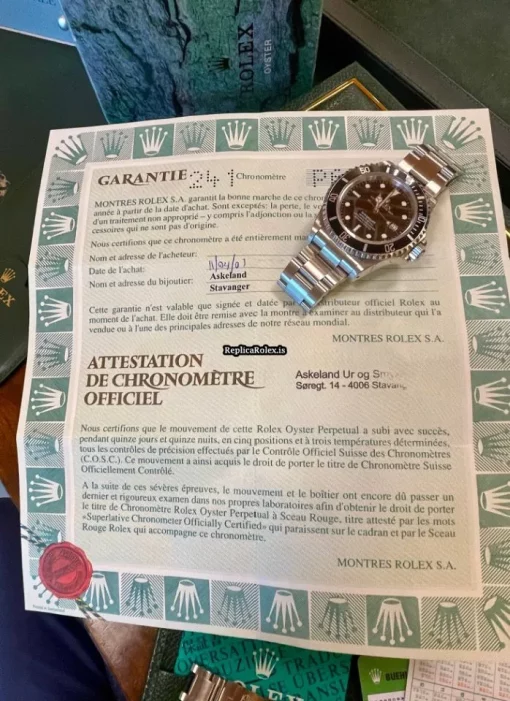 ROLEX
OYSTER
GARANTIE 241 Chronomètre
MONTRES ROLEX S.A. garantit la bonne marche de ce
année à partir de la date d'achat. Sont exceptés: la perte, le
d'un traitement non approprié – y compris l'adjonction ou la
cessoires qui ne sont pas d'origine.
Nous certifions que ce chronomètre a été entièrement
Nom et adresse de l'acheteur:
Date de l'achat:
Nom et adresse du bijoutier: Askeland
Stavanger
Cette garantie n'est valable que signée et datée par distributeur officiel Rolex au
moment de l'achat. Elle doit être remise avec la montre à examiner au distributeur qui l'a
vendue ou à l'une des principales adresses de notre réseau mondial.
MONTRES ROLEX S.A.
ReplicaRolex.is
ATTESTATION
DE CHRONOMÈTRE
OFFICIEL
Askeland Ur og
Søregt. 14 - 4006
Nous certifions que le mouvement de cette Rolex Oyster Perpetual a subi avec succès,
pendant quinze jours et quinze nuits, en cinq positions et à trois températures déterminées,
tous les contrôles de précision effectués par le Contrôle Officiel Suisse des Chronomètres
(C.O.S.C.). Ce mouvement a ainsi acquis le droit de porter le titre de Chronomètre Suisse
Officiellement Contrôlé.
A la suite de ces sévères épreuves, le mouvement et le boîtier ont encore dû passer un
dernier et rigoureux examen dans nos propres laboratoires afin d'obtenir le droit de porter
le titre de Chronomètre Rolex Oyster Perpetual à Sceau Rouge, titre attesté par les mots
«Superlative Chronometer Officially Certified» qui paraissent sur le cadran et par le Sceau
Rouge Rolex qui accompagne ce chronomètre.
MONTRES ROLEX S.A.